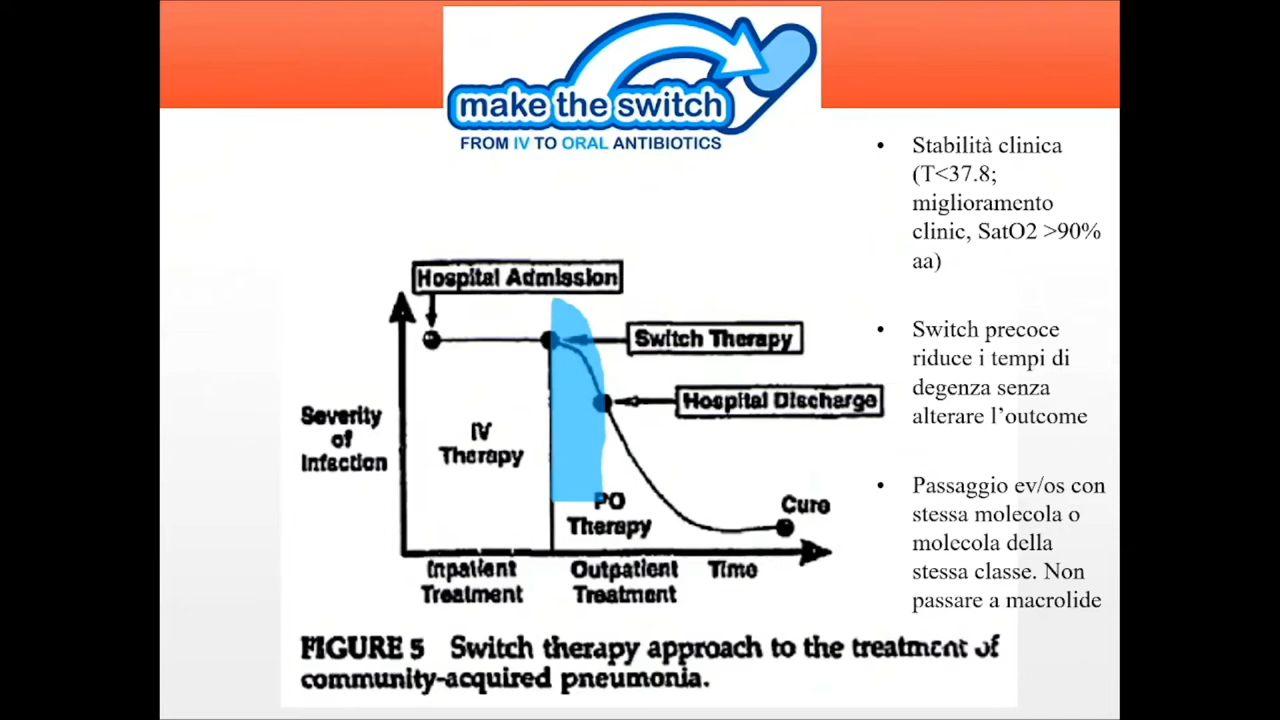 make the switch
FROM IV TO ORAL ANTIBIOTICS
• Stabilità clinica
(T<37.8;
miglioramento
clinic, SatO2 >90%
aa)
• Switch precoce
riduce i tempi di
degenza senza
alterare l’outcome
• Passaggio ev/os con
stessa molecola o
molecola della
stessa classe. Non
passare a macrolide
Hospital Admission
Switch Therapy
Hospital Discharge
Severity
of
Infection
IV
Therapy
PO
Therapy
Cure
Inpatient
Treatment
Outpatient
Treatment
Time
FIGURE 5 Switch therapy approach to the treatment of
community-acquired pneumonia.